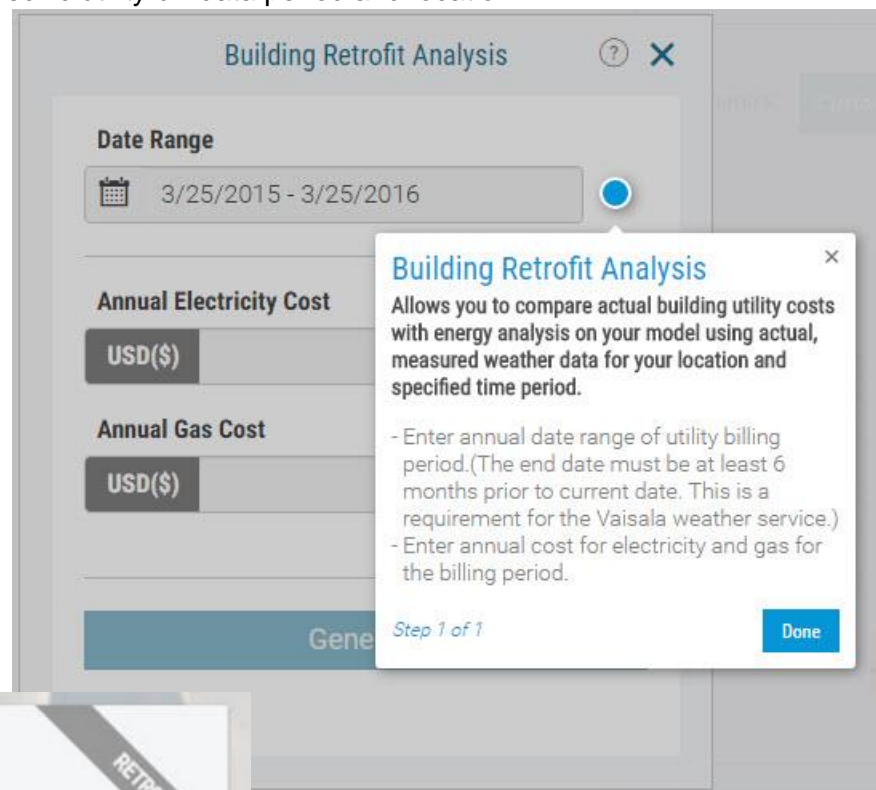 Building Retrofit Analysis
Date Range
3/25/2015 - 3/25/2016
Building Retrofit Analysis
Allows you to compare actual building utility costs
with energy analysis on your model using actual,
measured weather data for your location and
specified time period.
- Enter annual date range of utility billing
period.(The end date must be at least 6
months prior to current date. This is a
requirement for the Vaisala weather service.)
- Enter annual cost for electricity and gas for
the billing period.
Step 1 of 1
Done
Annual Electricity Cost
USD($)
Annual Gas Cost
USD($)
Gene